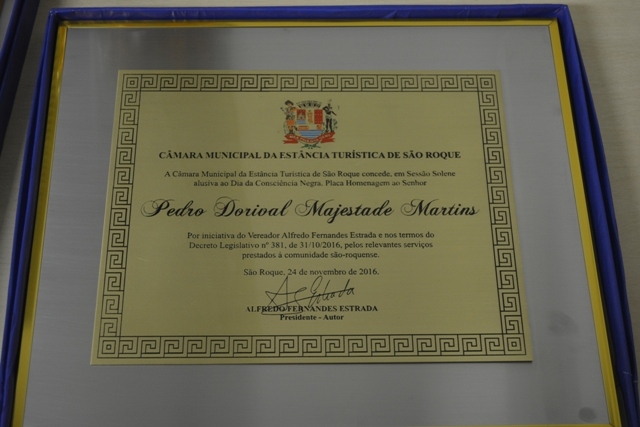 CÂMARA MUNICIPAL DA ESTÂNCIA TURÍSTICA DE SÃO ROQUE
A Câmara Municipal da Estância Turística de São Roque concede, em Sessão Solene
alusiva ao Dia da Consciência Negra, Placa Homenagem ao Senhor
Pedro Dorival Majestade Martins
Por iniciativa do Vereador Alfredo Fernandes Estrada e nos termos do
Decreto Legislativo nº 381, de 31/10/2016, pelos relevantes serviços
prestados à comunidade são-roquense.
São Roque, 24 de novembro de 2016.
ALFREDO FERNANDES ESTRADA
Presidente - Autor